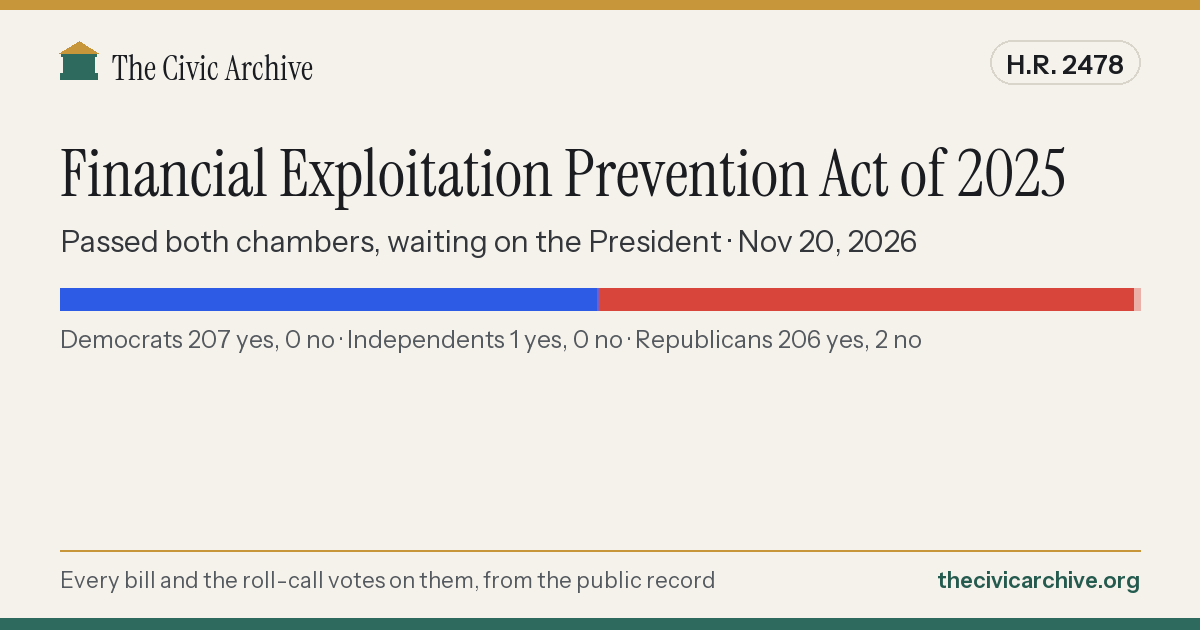 The Civic Archive
H.R. 2478
Financial Exploitation Prevention Act of 2025
Passed both chambers, waiting on the President · Nov 20, 2026
Democrats 207 yes, 0 no · Independents 1 yes, 0 no · Republicans 206 yes, 2 no
Every bill and the roll-call votes on them, from the public record
thecivicarchive.org